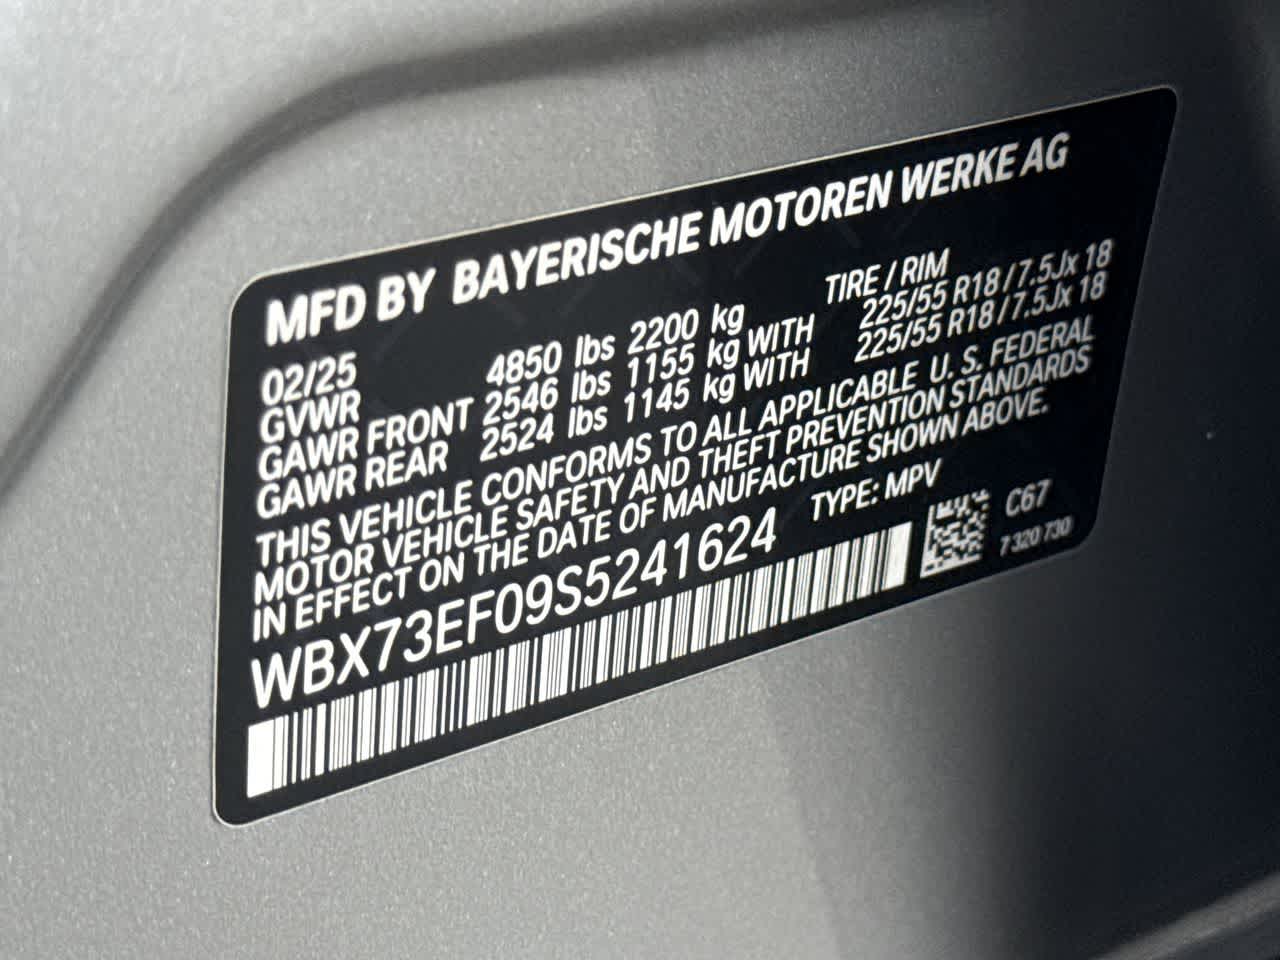 MFD BY BAYERISCHE MOTOREN WERKE AG
02/25 TIRE / RIM
GVWR 4850 lbs 2200 kg
GAWR FRONT 2546 lbs 1155 kg WITH 225/55 R18 / 7.5Jx 18
GAWR REAR 2524 lbs 1145 kg WITH 225/55 R18 / 7.5Jx 18
THIS VEHICLE CONFORMS TO ALL APPLICABLE U. S. FEDERAL
MOTOR VEHICLE SAFETY AND THEFT PREVENTION STANDARDS
IN EFFECT ON THE DATE OF MANUFACTURE SHOWN ABOVE.
WBX73EF09S5241624 TYPE: MPV
C67
7 320 730